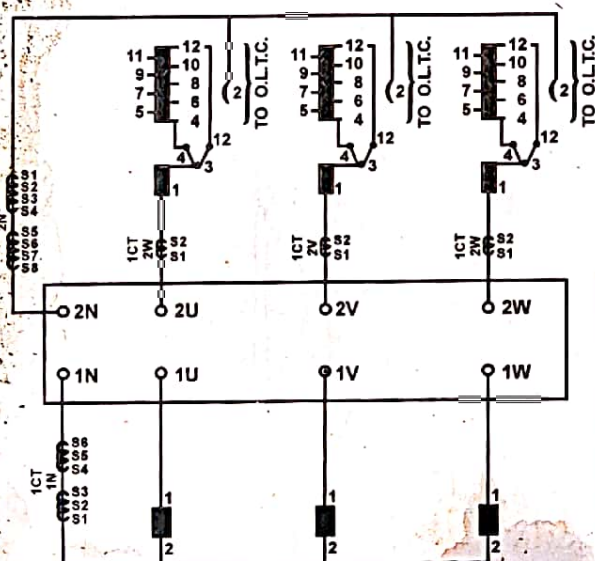 12
11
10
9
8
7
6
5
4
12
4
3
1
2
TO O.L.T.C.
12
11
10
9
8
7
6
5
4
12
4
3
1
2
TO O.L.T.C.
12
11
10
9
8
7
6
5
4
12
4
3
1
2
TO O.L.T.C.
S1
S2
S3
S4
2N
S5
S6
S7
S8
1CT
2W
S2
S1
1CT
2V
S2
S1
1CT
2W
S2
S1
2N 2U 2V 2W
1N 1U 1V 1W
1CT
1N
S6
S5
S4
S3
S2
S1
1 1 1
2 2 2